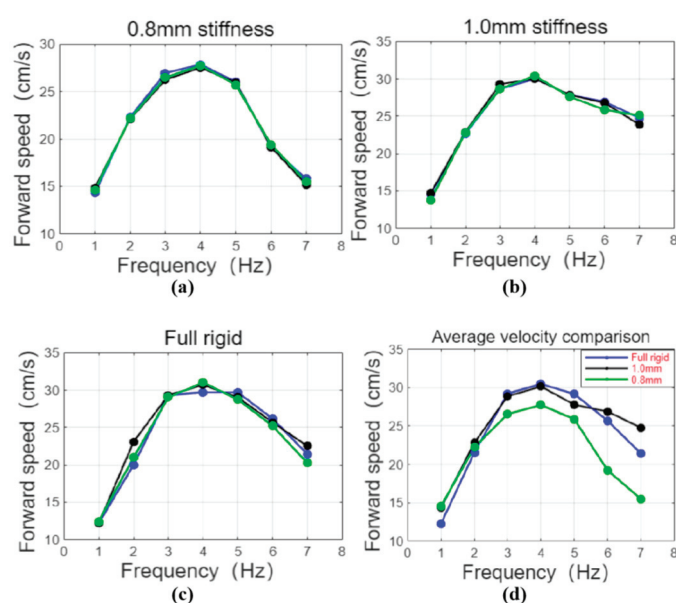 0.8mm stiffness
Forward speed (cm/s)
30
25
20
15
10
0 1 2 3 4 5 6 7 8
Frequency (Hz)
(a)
1.0mm stiffness
Forward speed (cm/s)
35
30
25
20
15
10
0 1 2 3 4 5 6 7 8
Frequency (Hz)
(b)
Full rigid
Forward speed (cm/s)
35
30
25
20
15
10
0 1 2 3 4 5 6 7 8
Frequency (Hz)
(c)
Average velocity comparison
Forward speed (cm/s)
35
30
25
20
15
10
Full rigid
1.0mm
0.8mm
0 1 2 3 4 5 6 7 8
Frequency (Hz)
(d)